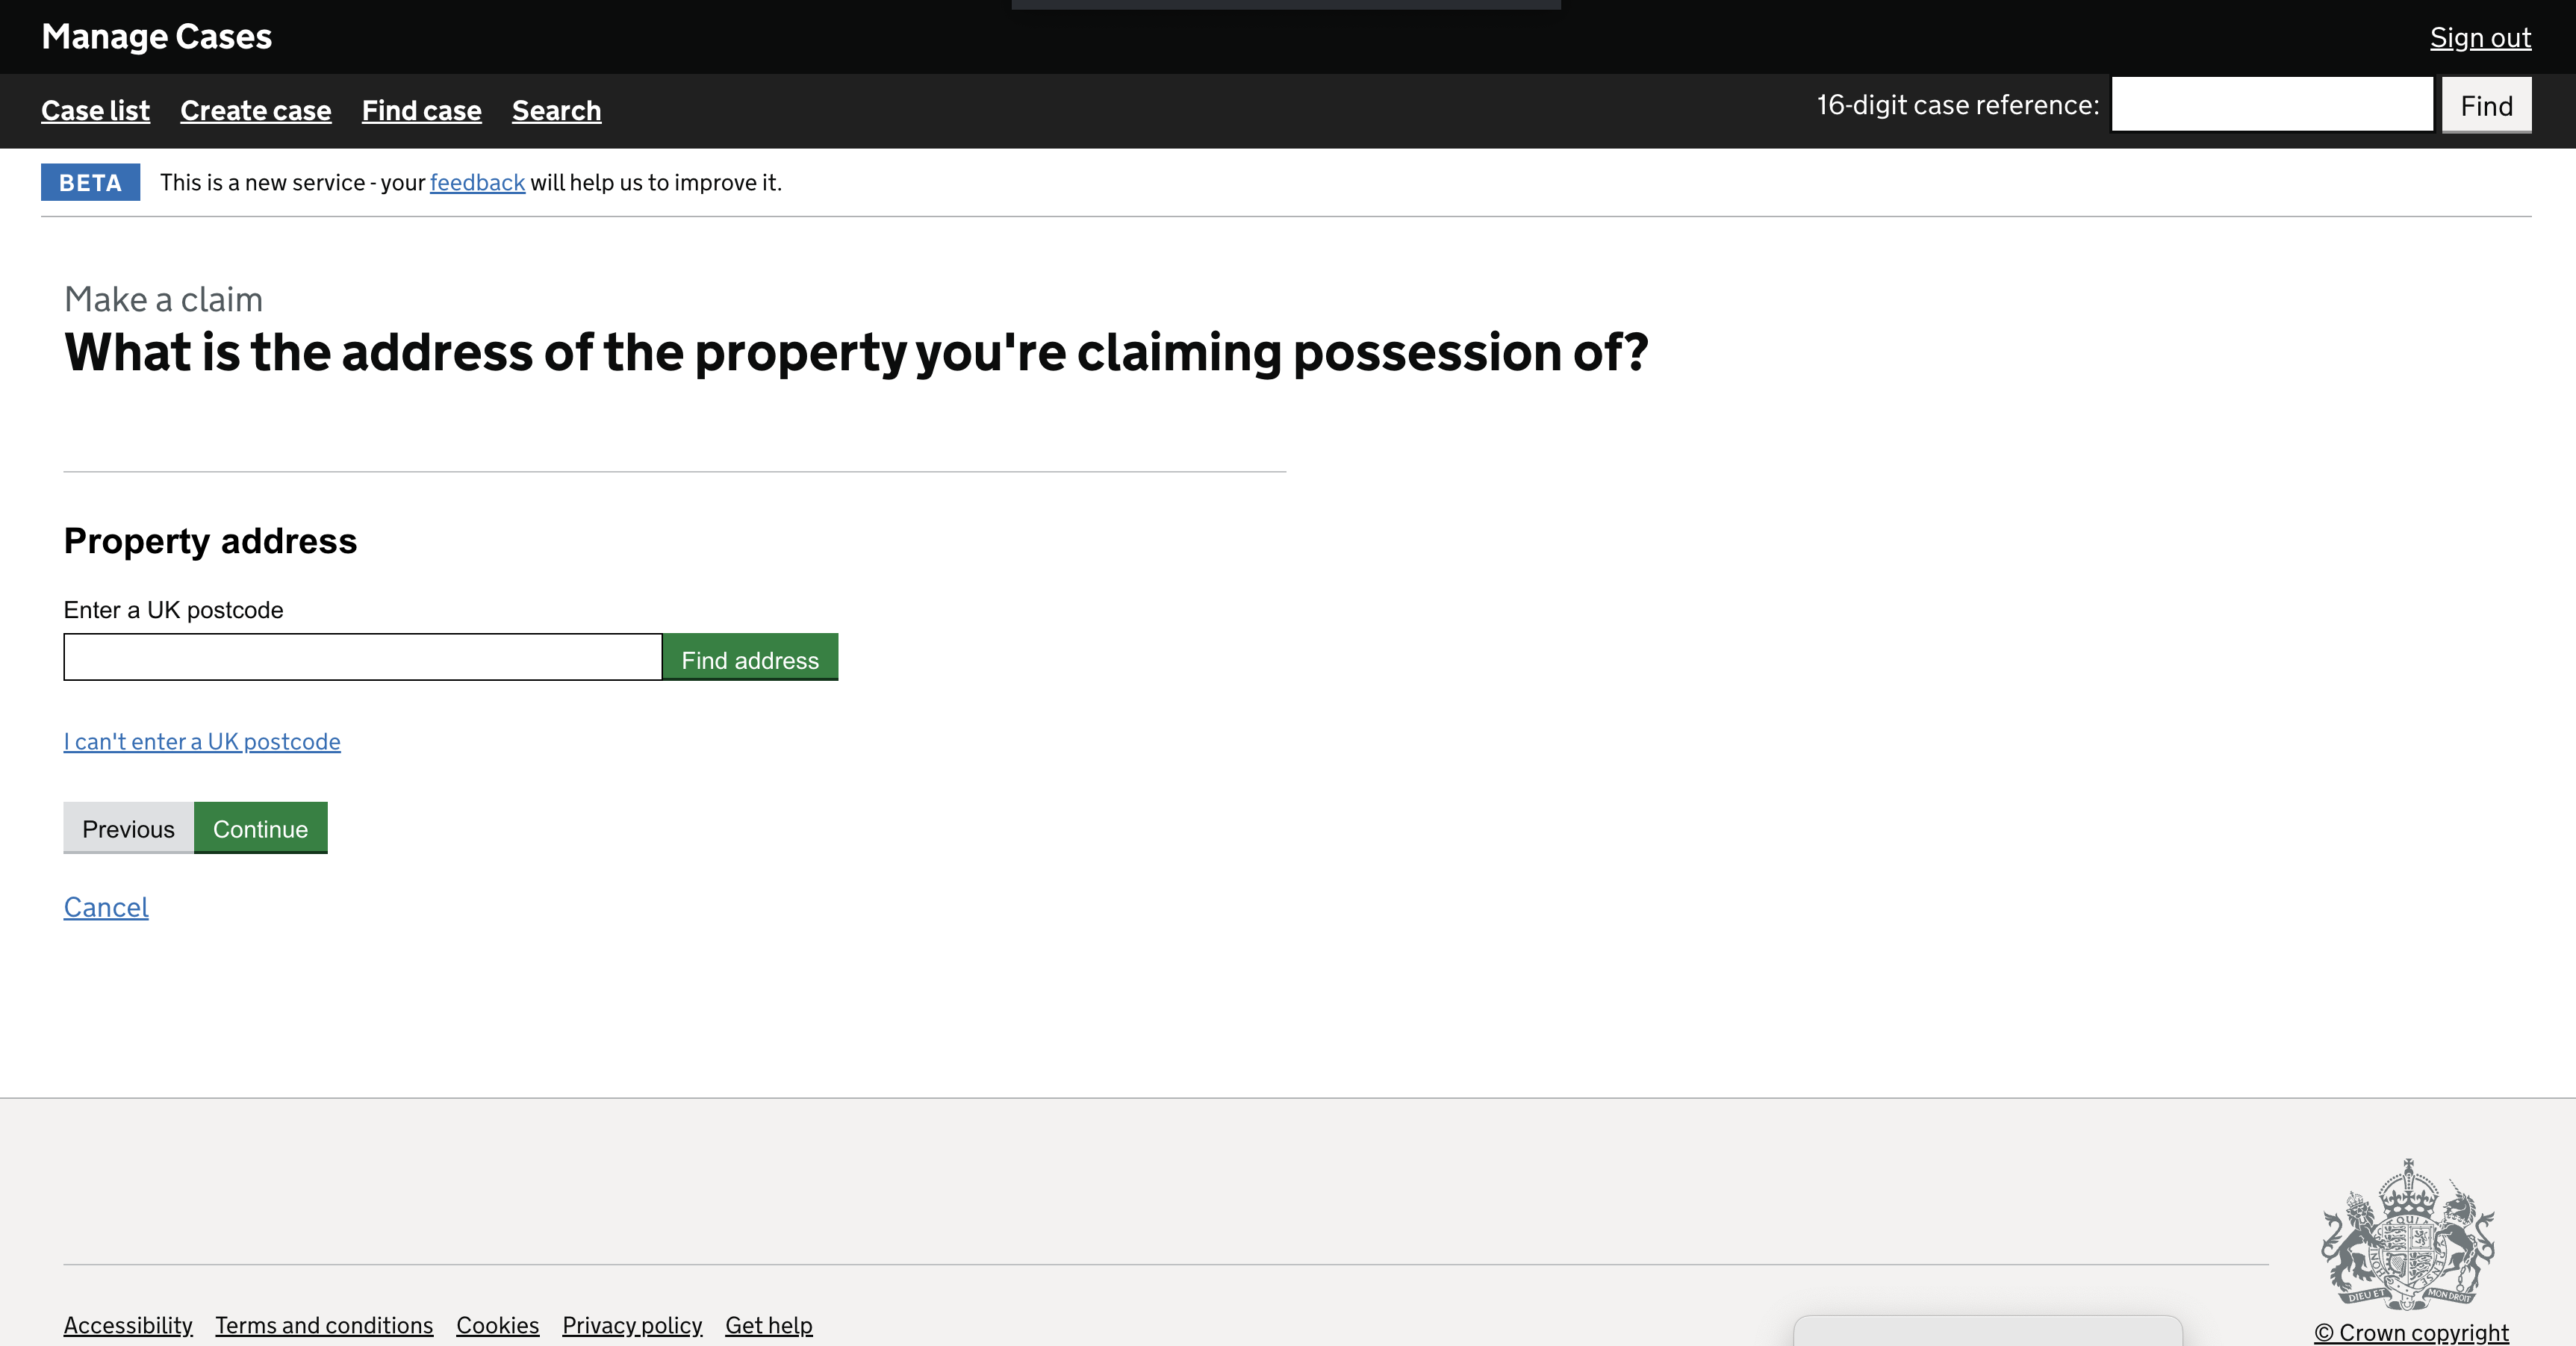 Manage Cases
Sign out
Case list Create case Find case Search
16-digit case reference:
Find
BETA
This is a new service - your feedback will help us to improve it.
Make a claim
What is the address of the property you're claiming possession of?
Property address
Enter a UK postcode
Find address
I can't enter a UK postcode
Previous Continue
Cancel
DIEU ET MON DROIT
Accessibility Terms and conditions Cookies Privacy policy Get help
© Crown copyright